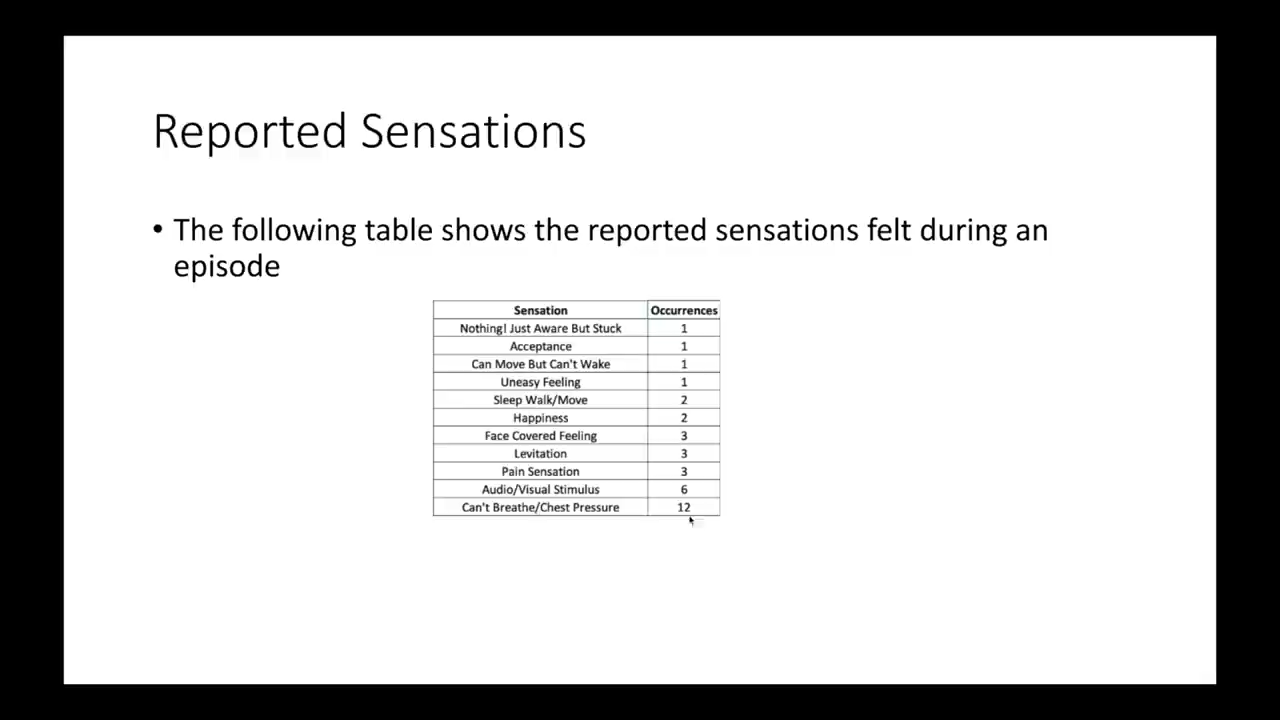 Reported Sensations
• The following table shows the reported sensations felt during an
episode
Sensation Occurrences
Nothing! Just Aware But Stuck 1
Acceptance 1
Can Move But Can't Wake 1
Uneasy Feeling 1
Sleep Walk/Move 2
Happiness 2
Face Covered Feeling 3
Levitation 3
Pain Sensation 3
Audio/Visual Stimulus 6
Can't Breathe/Chest Pressure 12